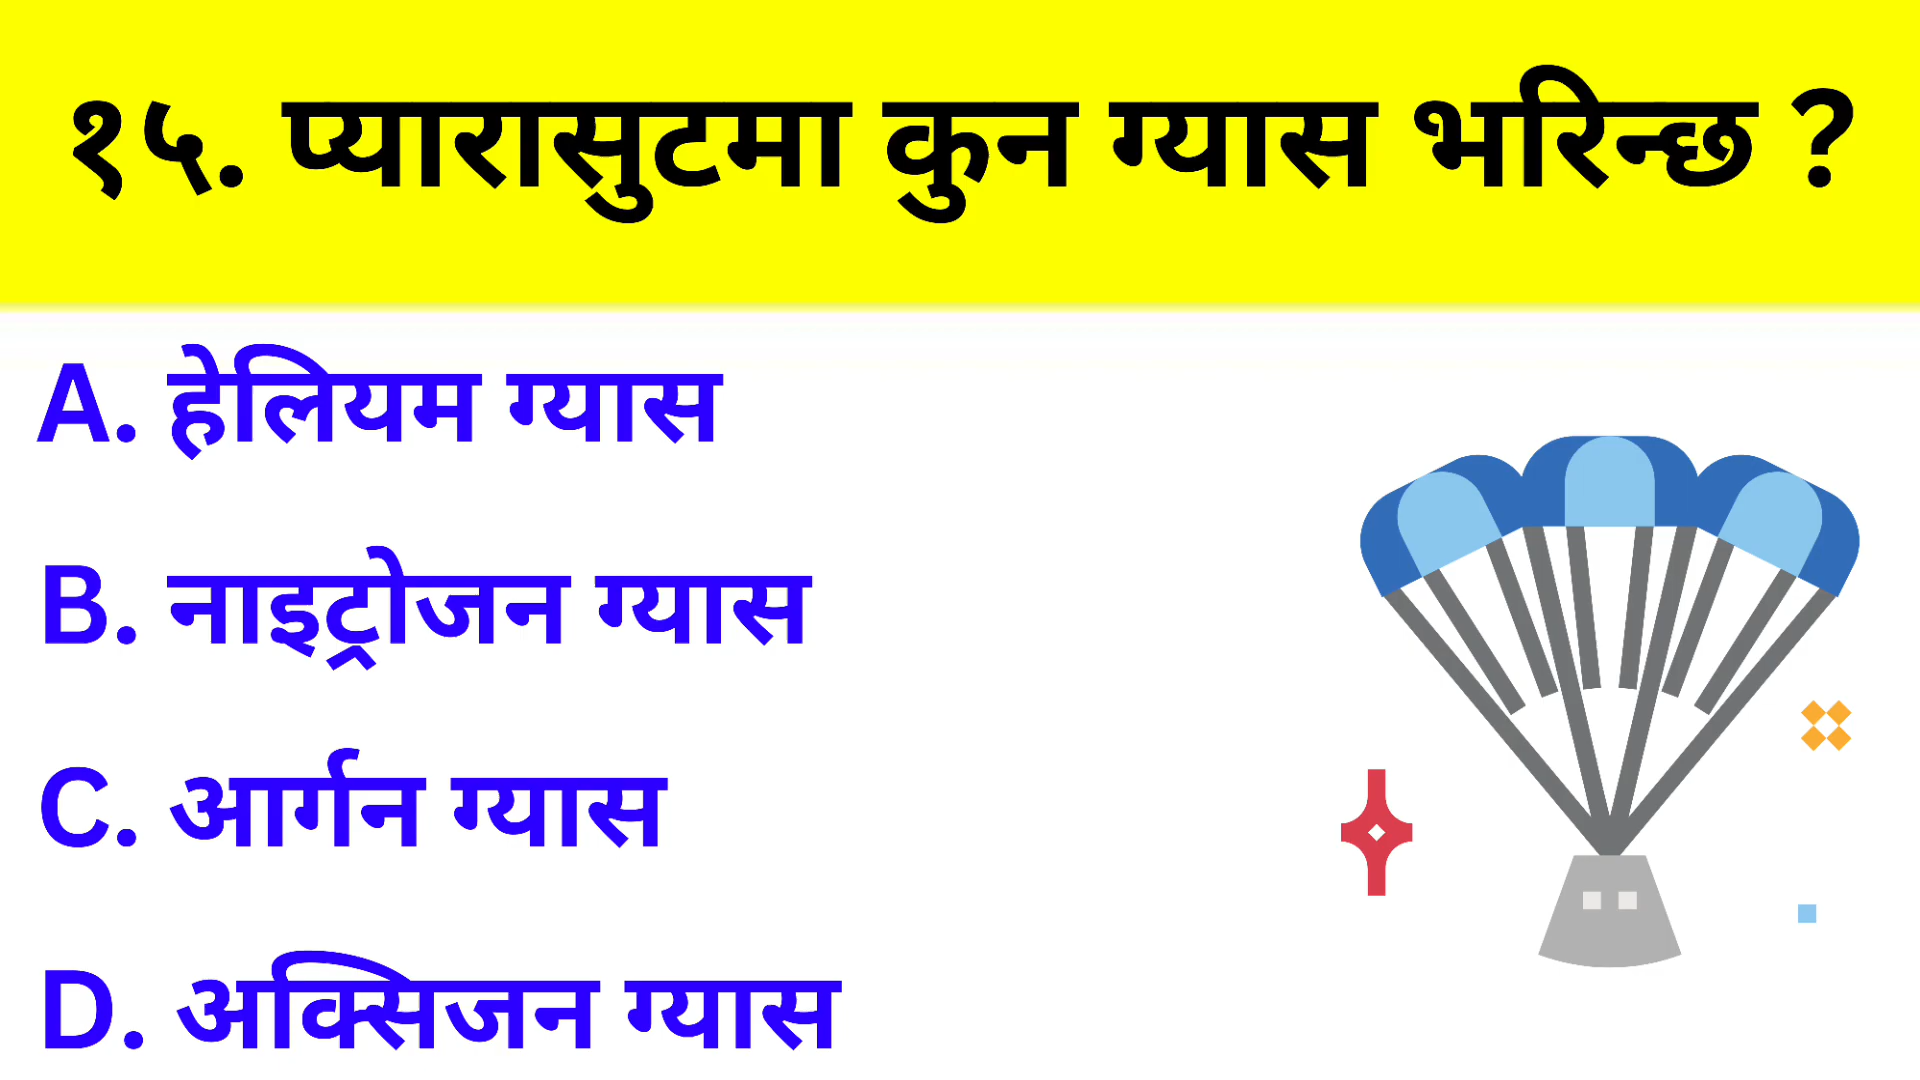 १५. प्यारासुटमा कुन ग्यास भरिन्छ ?
A. हेलियम ग्यास
B. नाइट्रोजन ग्यास
C. आर्गन ग्यास
D. अक्सिजन ग्यास